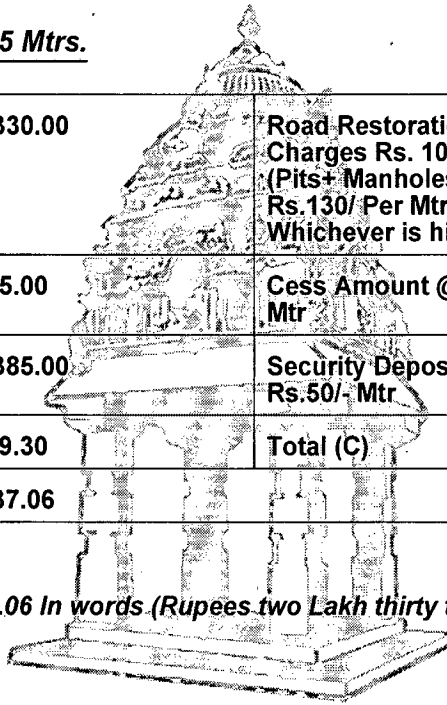 5 Mtrs.
330.00 Road Restorati
Charges Rs. 10
(Pits+ Manholes
Rs.130/ Per Mtr
Whichever is hi
5.00 Cess Amount @
Mtr
385.00 Security Depos
Rs.50/- Mtr
9.30 Total (C)
37.06
.06 In words (Rupees two Lakh thirty